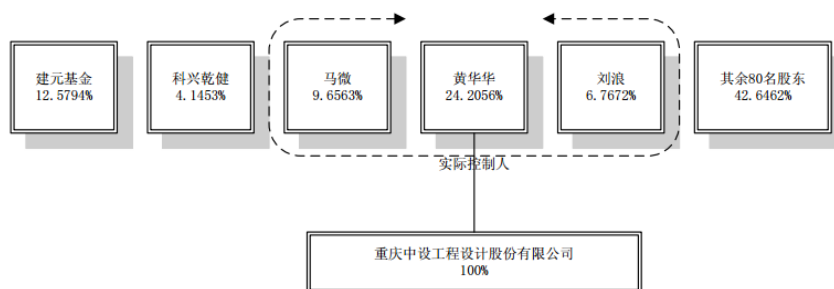 建元基金
12.5794%
科兴乾健
4.1453%
马微
9.6563%
黄华华
24.2056%
刘浪
6.7672%
其余80名股东
42.6462%
实际控制人
重庆中设工程设计股份有限公司
100%